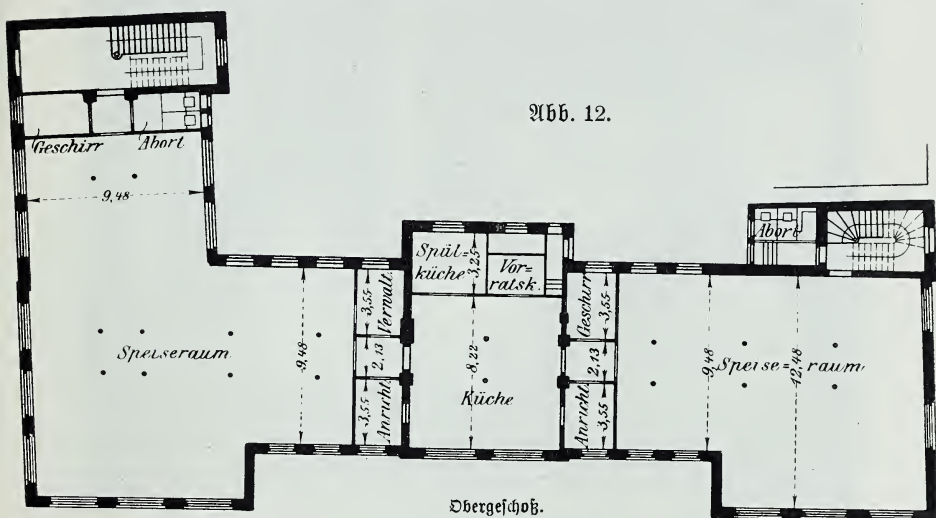 Abb. 12.
Geschirr
Abort
9,48
Speiseraum
9,48
Verwalt.
3,55
2,13
Anricht.
3,55
Spül=
küche
3,25
Vor=
ratsk.
8,22
Küche
Geschirr
3,55
2,13
Anricht.
3,55
Abort
9,48
Speise=raum
12,48
Obergeschoß.